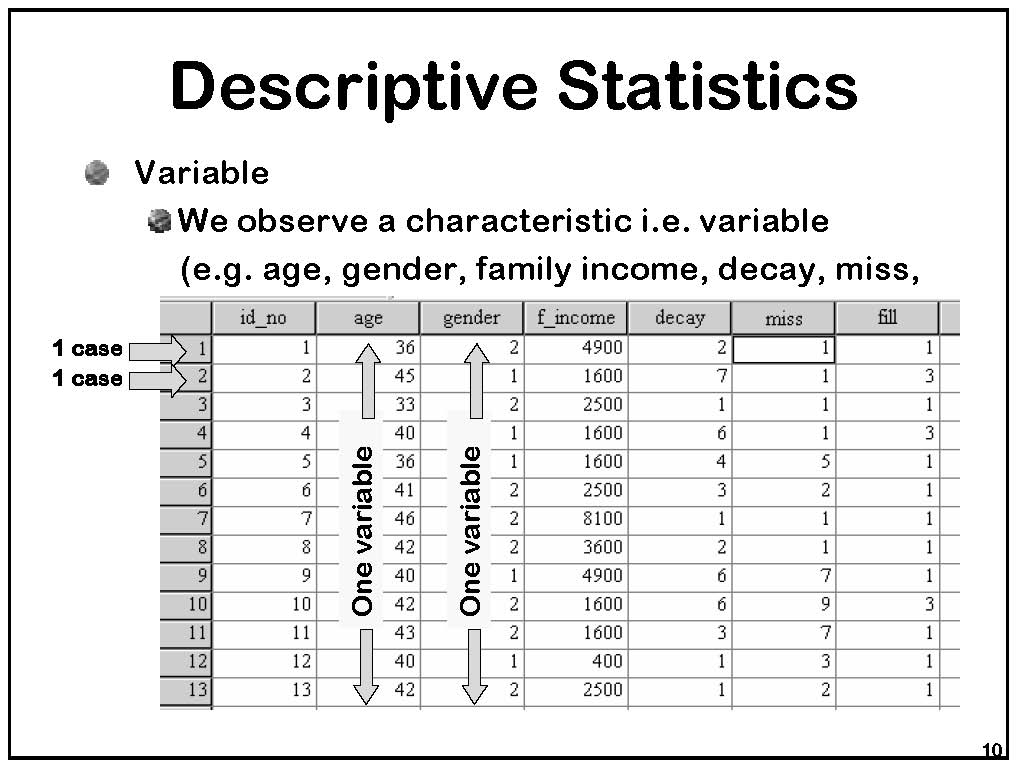 Descriptive Statistics
Variable
We observe a characteristic i.e. variable
(e.g. age, gender, family income, decay, miss,
id_no age gender f_income decay miss fill
1 case 1 1 36 2 4900 2 1 1
1 case 2 2 45 1 1600 7 1 3
3 3 33 2 2500 1 1 1
4 4 40 1 1600 6 1 3
5 5 36 1 1600 4 5 1
6 6 41 2 2500 3 2 1
7 7 46 2 8100 1 1 1
8 8 42 2 3600 2 1 1
9 9 40 1 4900 6 7 1
10 10 42 2 1600 6 9 3
11 11 43 2 1600 3 7 1
12 12 40 1 400 1 3 1
13 13 42 2 2500 1 2 1
One variable
One variable
10